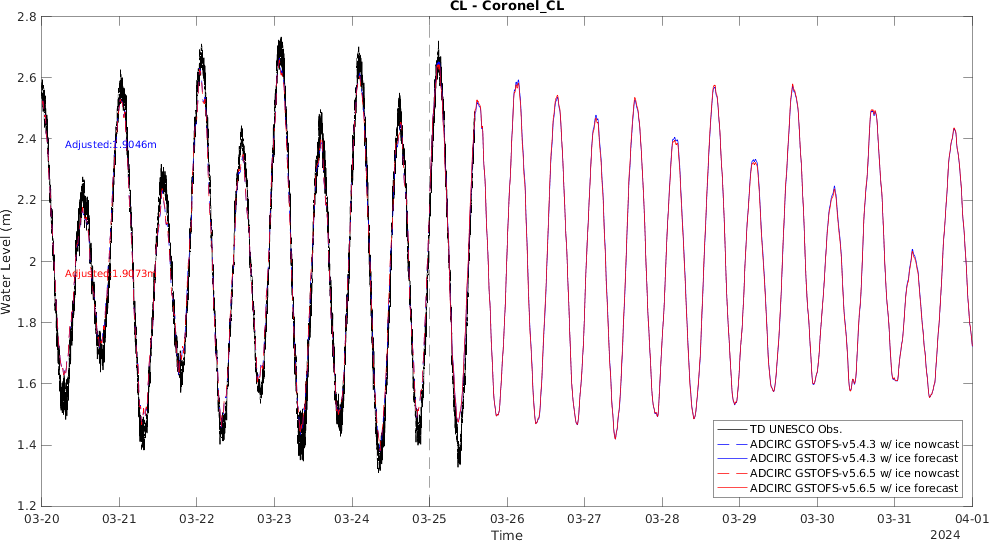 CL - Coronel_CL
2.8
2.6
2.4
2.2
2
1.8
1.6
1.4
1.2
Water Level (m)
Adjusted:1.9046m
Adjusted:1.9073m
TD UNESCO Obs.
ADCIRC GSTOFS-v5.4.3 w/ ice nowcast
ADCIRC GSTOFS-v5.4.3 w/ ice forecast
ADCIRC GSTOFS-v5.6.5 w/ ice nowcast
ADCIRC GSTOFS-v5.6.5 w/ ice forecast
03-20 03-21 03-22 03-23 03-24 03-25 03-26 03-27 03-28 03-29 03-30 03-31 04-01
Time
2024